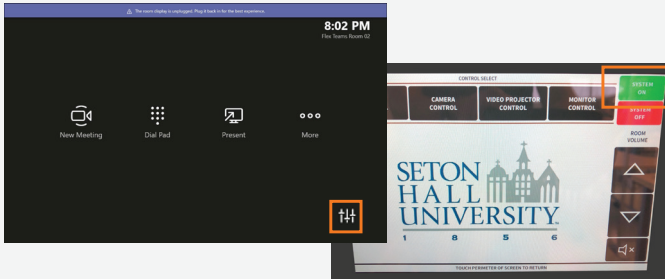 The room display is unplugged. Plug it back in for the best experience.
8:02 PM
Flex Teams Room 02
New Meeting
Dial Pad
Present
More
CONTROL SELECT
CAMERA CONTROL
VIDEO PROJECTOR CONTROL
MONITOR CONTROL
SYSTEM ON
SYSTEM OFF
ROOM VOLUME
SETON
HALL
UNIVERSITY
1 8 5 6
TOUCH PERIMETER OF SCREEN TO RETURN